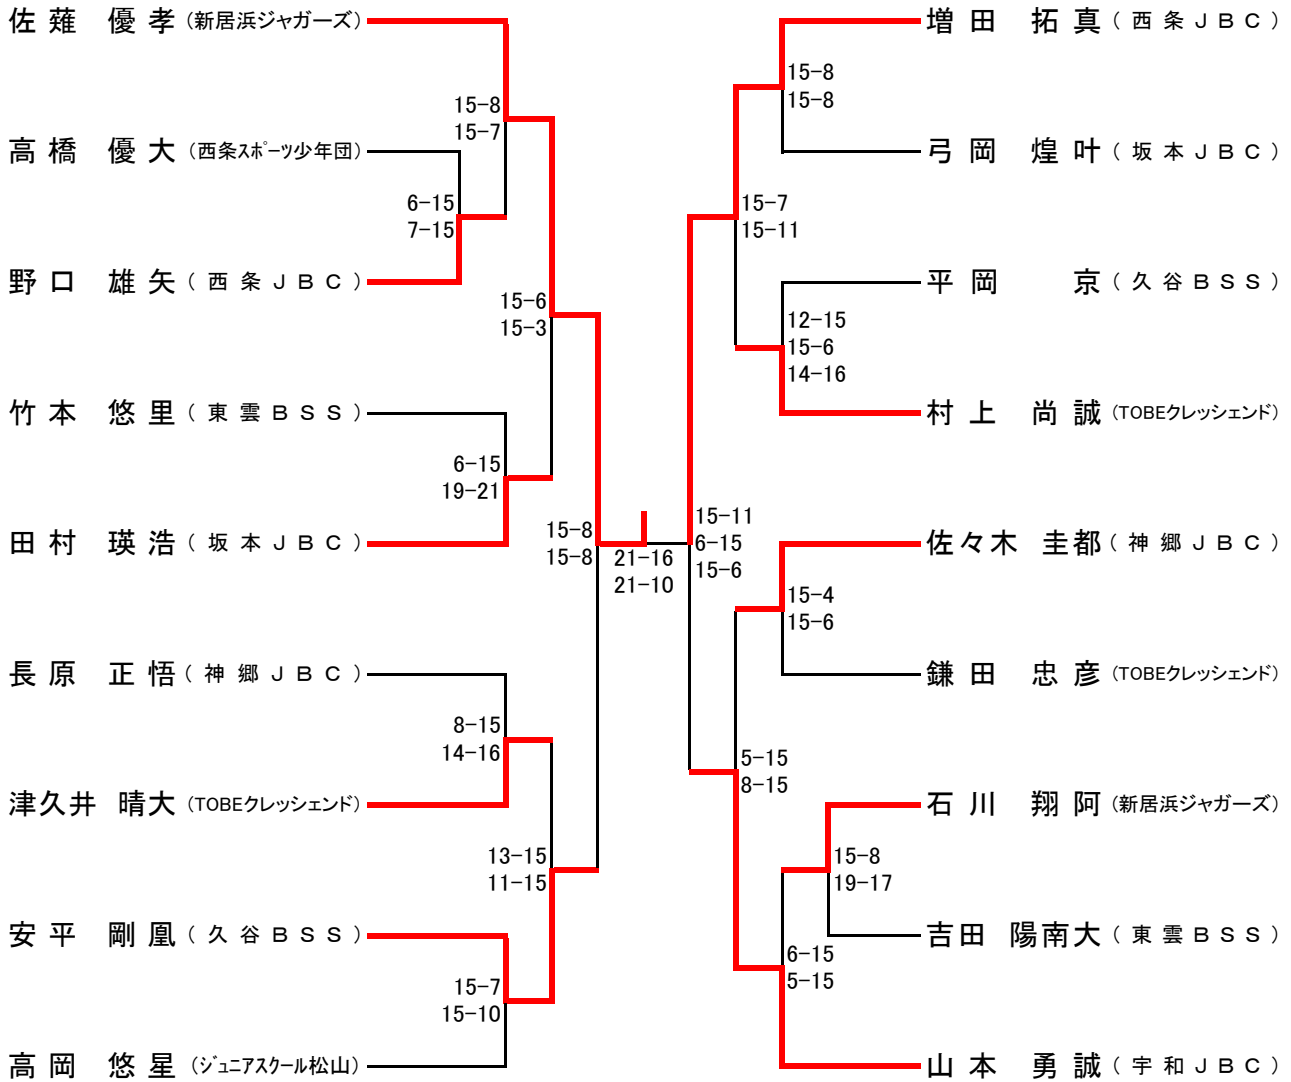 佐薙 優孝 (新居浜ジャガーズ)
15-8
15-7
高橋 優大 (西条スポーツ少年団)
6-15
7-15
野口 雄矢 (西条JBC)
15-6
15-3
竹本 悠里 (東雲BSS)
6-15
19-21
田村 瑛浩 (坂本JBC)
15-8
15-8
長原 正悟 (神郷JBC)
8-15
14-16
津久井 晴大 (TOBEクレッシェンド)
13-15
11-15
安平 剛凰 (久谷BSS)
15-7
15-10
高岡 悠星 (ジュニアスクール松山)
21-16
21-10
増田 拓真 (西条JBC)
15-8
15-8
弓岡 煌叶 (坂本JBC)
15-7
15-11
平岡 京 (久谷BSS)
12-15
15-6
14-16
村上 尚誠 (TOBEクレッシェンド)
15-11
6-15
15-6
佐々木 圭都 (神郷JBC)
15-4
15-6
鎌田 忠彦 (TOBEクレッシェンド)
5-15
8-15
石川 翔阿 (新居浜ジャガーズ)
15-8
19-17
吉田 陽南大 (東雲BSS)
6-15
5-15
山本 勇誠 (宇和JBC)